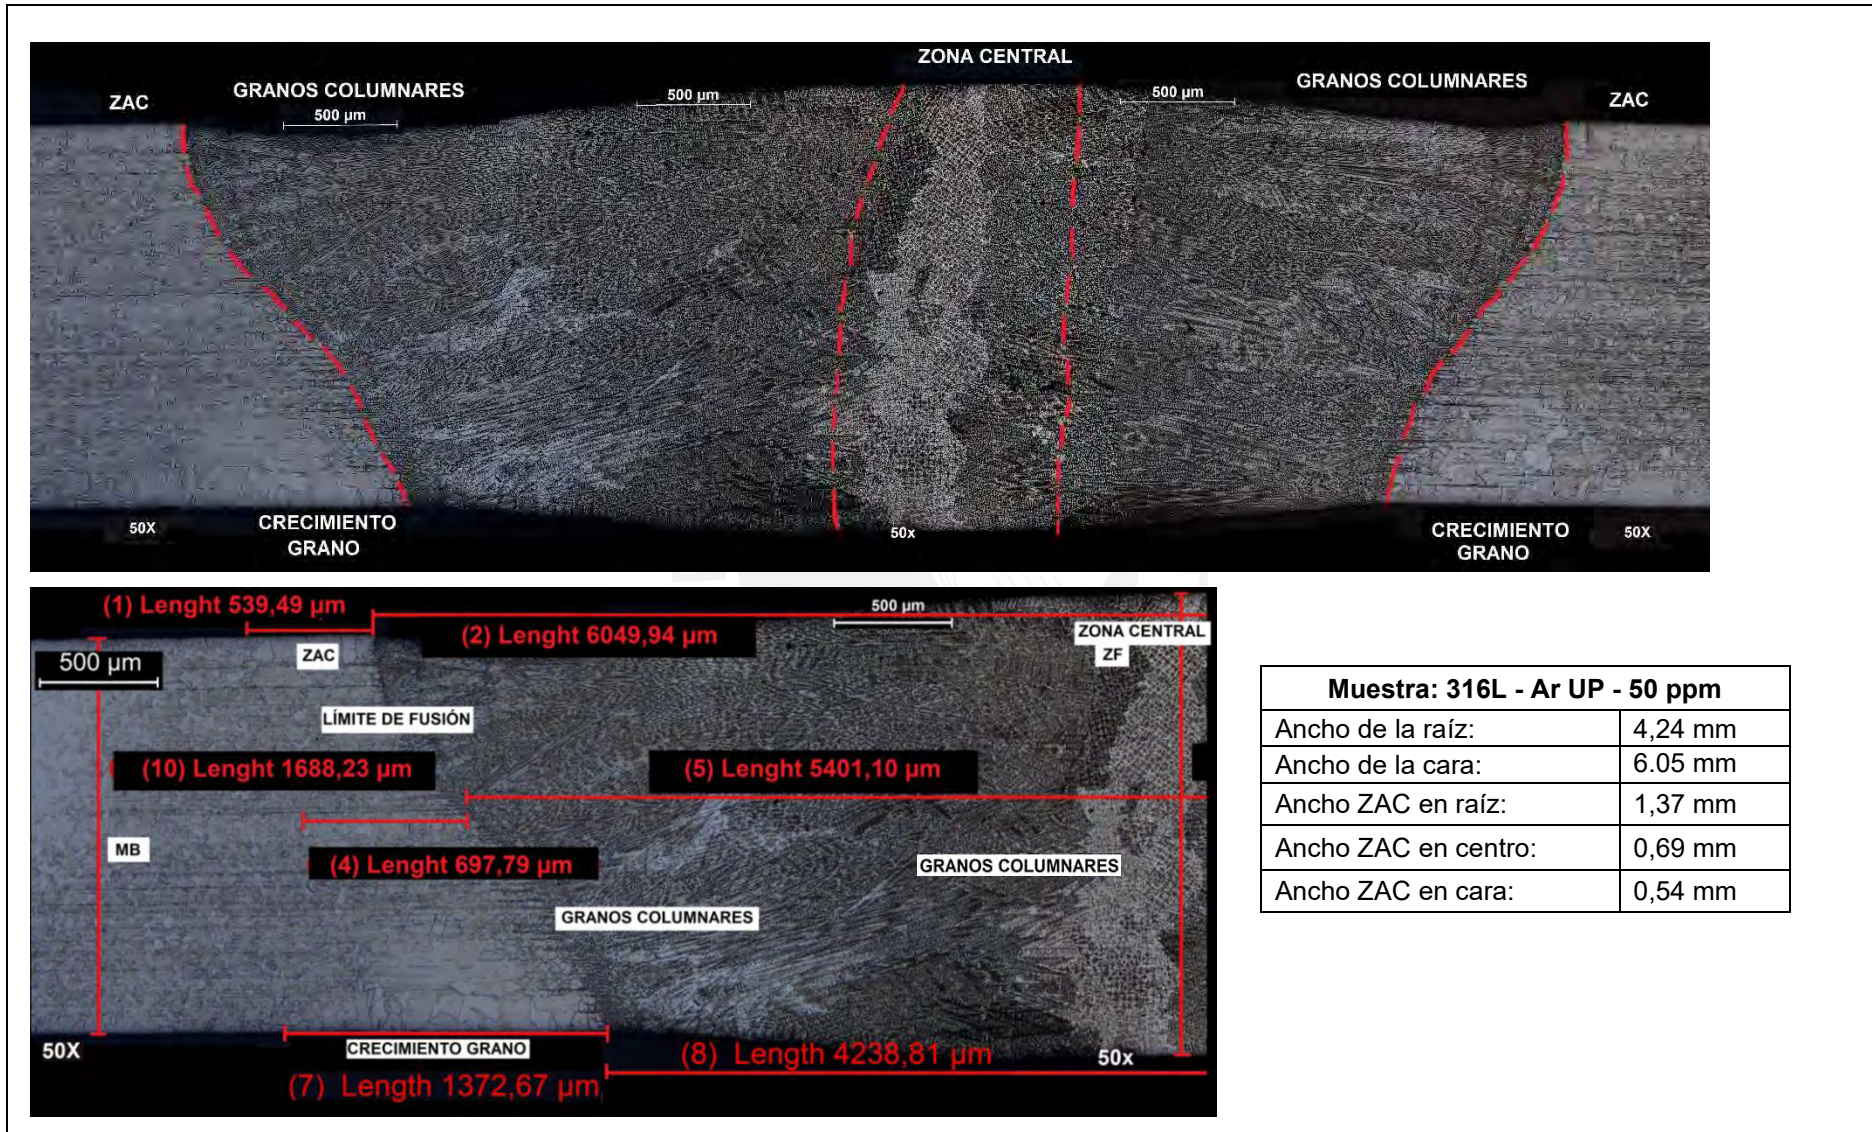 ZONA CENTRAL
ZAC
GRANOS COLUMNARES
500 µm
500 µm
500 µm
GRANOS COLUMNARES
ZAC
50X
CRECIMIENTO
GRANO
50x
CRECIMIENTO
GRANO
50X
(1) Lenght 539,49 µm
500 µm
(2) Lenght 6049,94 µm
ZONA CENTRAL
ZF
ZAC
500 µm
LÍMITE DE FUSIÓN
(10) Lenght 1688,23 µm
(5) Lenght 5401,10 µm
MB
(4) Lenght 697,79 µm
GRANOS COLUMNARES
GRANOS COLUMNARES
50X
CRECIMIENTO GRANO
(8) Length 4238,81 µm
50x
(7) Length 1372,67 µm
Muestra: 316L - Ar UP - 50 ppm
Ancho de la raíz: 4,24 mm
Ancho de la cara: 6.05 mm
Ancho ZAC en raíz: 1,37 mm
Ancho ZAC en centro: 0,69 mm
Ancho ZAC en cara: 0,54 mm